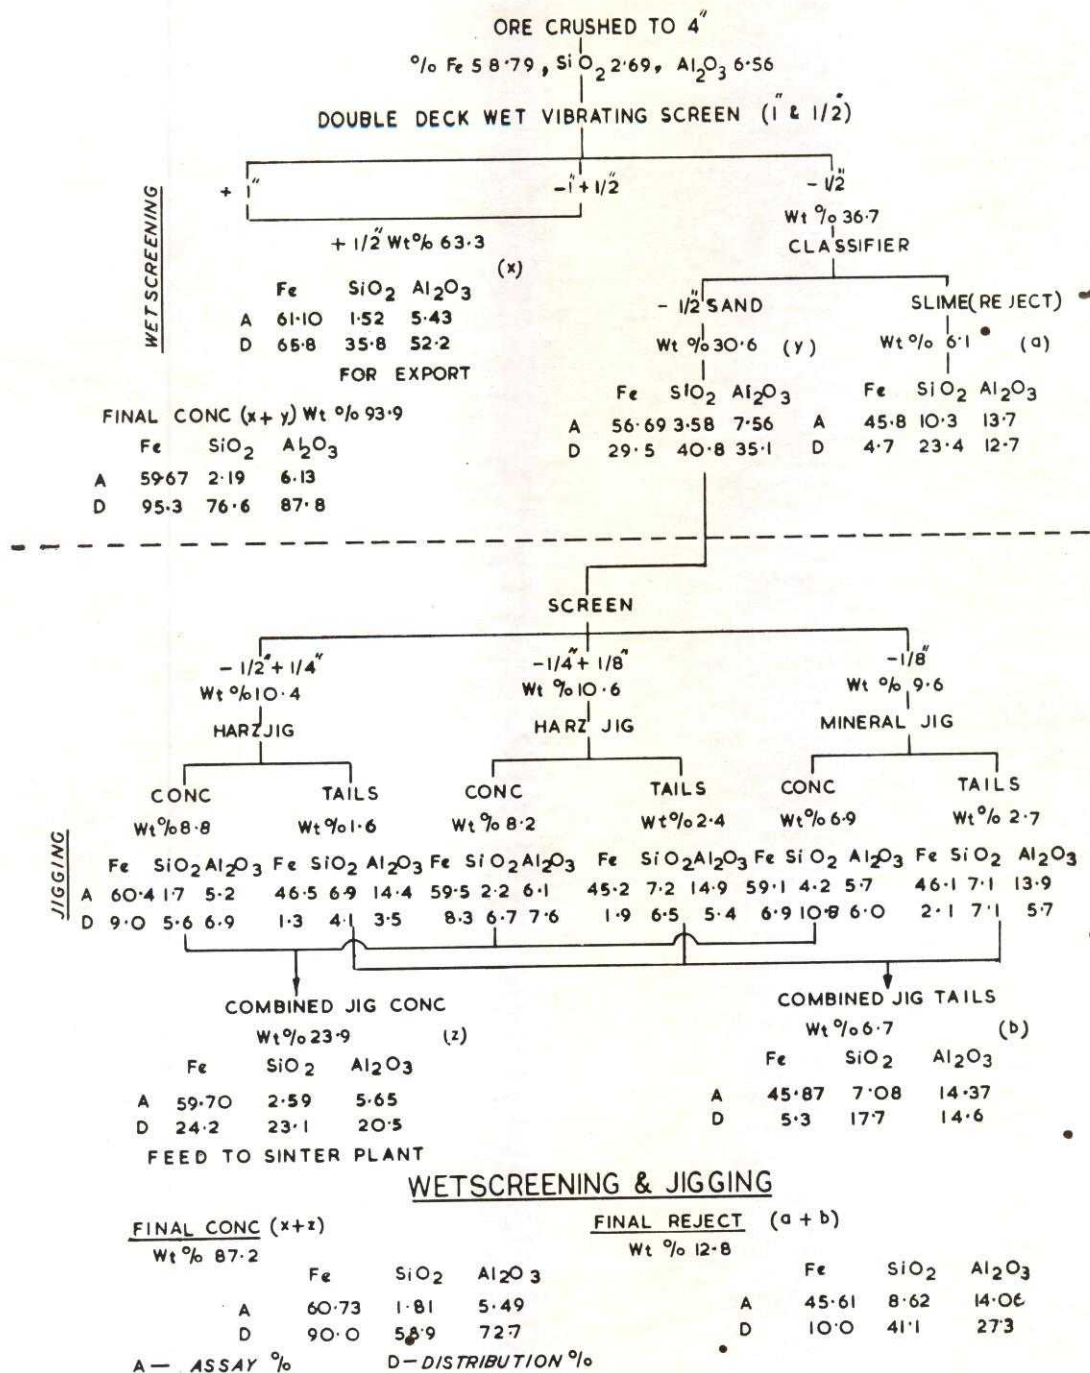 ORE CRUSHED TO 4"
% Fe 58.79, SiO2 2.69, Al2O3 6.56
DOUBLE DECK WET VIBRATING SCREEN (1" & 1/2")
WETSCREENING
+ 1"
-1" + 1/2"
- 1/2"
Wt % 36.7
CLASSIFIER
+ 1/2" Wt% 63.3
(x)
Fe SiO2 Al2O3
A 61.10 1.52 5.43
D 65.8 35.8 52.2
FOR EXPORT
- 1/2" SAND
Wt % 30.6 (y)
Fe SiO2 Al2O3
A 56.69 3.58 7.56
D 29.5 40.8 35.1
SLIME(REJECT)
Wt% 6.1 (a)
Fe SiO2 Al2O3
A 45.8 10.3 13.7
D 4.7 23.4 12.7
FINAL CONC (x+y) Wt % 93.9
Fe SiO2 Al2O3
A 59.67 2.19 6.13
D 95.3 76.6 87.8
SCREEN
- 1/2" + 1/4"
Wt % 10.4
HARZ JIG
-1/4" + 1/8"
Wt % 10.6
HARZ JIG
-1/8"
Wt % 9.6
MINERAL JIG
JIGGING
CONC TAILS CONC TAILS CONC TAILS
Wt% 8.8 Wt% 1.6 Wt% 8.2 Wt% 2.4 Wt% 6.9 Wt% 2.7
Fe SiO2 Al2O3 Fe SiO2 Al2O3 Fe SiO2 Al2O3 Fe SiO2 Al2O3 Fe SiO2 Al2O3 Fe SiO2 Al2O3
A 60.4 1.7 5.2 46.5 6.9 14.4 59.5 2.2 6.1 45.2 7.2 14.9 59.1 4.2 5.7 46.1 7.1 13.9
D 9.0 5.6 6.9 1.3 4.1 3.5 8.3 6.7 7.6 1.9 6.5 5.4 6.9 10.8 6.0 2.1 7.1 5.7
COMBINED JIG CONC
Wt% 23.9 (z)
Fe SiO2 Al2O3
A 59.70 2.59 5.65
D 24.2 23.1 20.5
FEED TO SINTER PLANT
COMBINED JIG TAILS
Wt% 6.7 (b)
Fe SiO2 Al2O3
A 45.87 7.08 14.37
D 5.3 17.7 14.6
WETSCREENING & JIGGING
FINAL CONC (x+z)
Wt% 87.2
Fe SiO2 Al2O3
A 60.73 1.81 5.49
D 90.0 58.9 72.7
FINAL REJECT (a + b)
Wt % 12.8
Fe SiO2 Al2O3
A 45.61 8.62 14.06
D 10.0 41.1 27.3
A — ASSAY % D — DISTRIBUTION %